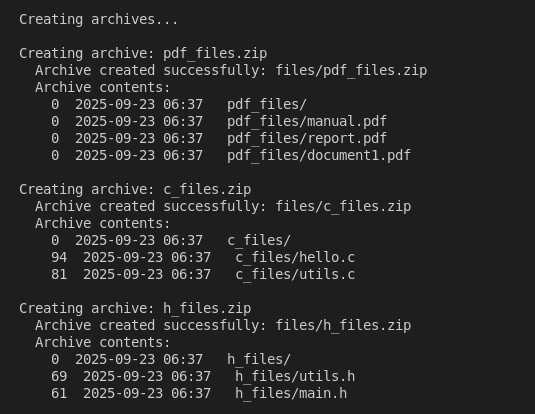 Creating archives...

Creating archive: pdf_files.zip
  Archive created successfully: files/pdf_files.zip
  Archive contents:
    0  2025-09-23 06:37   pdf_files/
    0  2025-09-23 06:37   pdf_files/manual.pdf
    0  2025-09-23 06:37   pdf_files/report.pdf
    0  2025-09-23 06:37   pdf_files/document1.pdf

Creating archive: c_files.zip
  Archive created successfully: files/c_files.zip
  Archive contents:
    0  2025-09-23 06:37   c_files/
    94  2025-09-23 06:37   c_files/hello.c
    81  2025-09-23 06:37   c_files/utils.c

Creating archive: h_files.zip
  Archive created successfully: files/h_files.zip
  Archive contents:
    0  2025-09-23 06:37   h_files/
    69  2025-09-23 06:37   h_files/utils.h
    61  2025-09-23 06:37   h_files/main.h